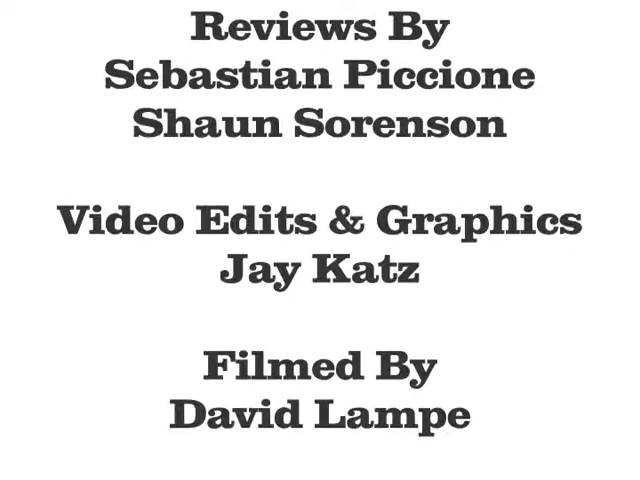 Reviews By
Sebastian Piccione
Shaun Sorenson
Video Edits & Graphics
Jay Katz
Filmed By
David Lampe